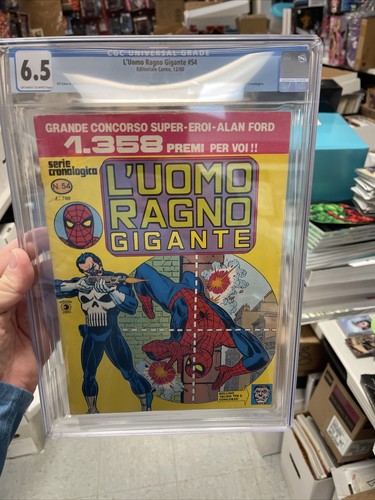 CGC UNIVERSAL GRADE
6.5
L'Uomo Ragno Gigante #54
Editoriale Corno, 12/80
GRANDE CONCORSO SUPER-EROI-ALAN FORD
1.358 PREMI PER VOI!!
serie
cronologica
N. 54
L. 700
L'UOMO
RAGNO
GIGANTE